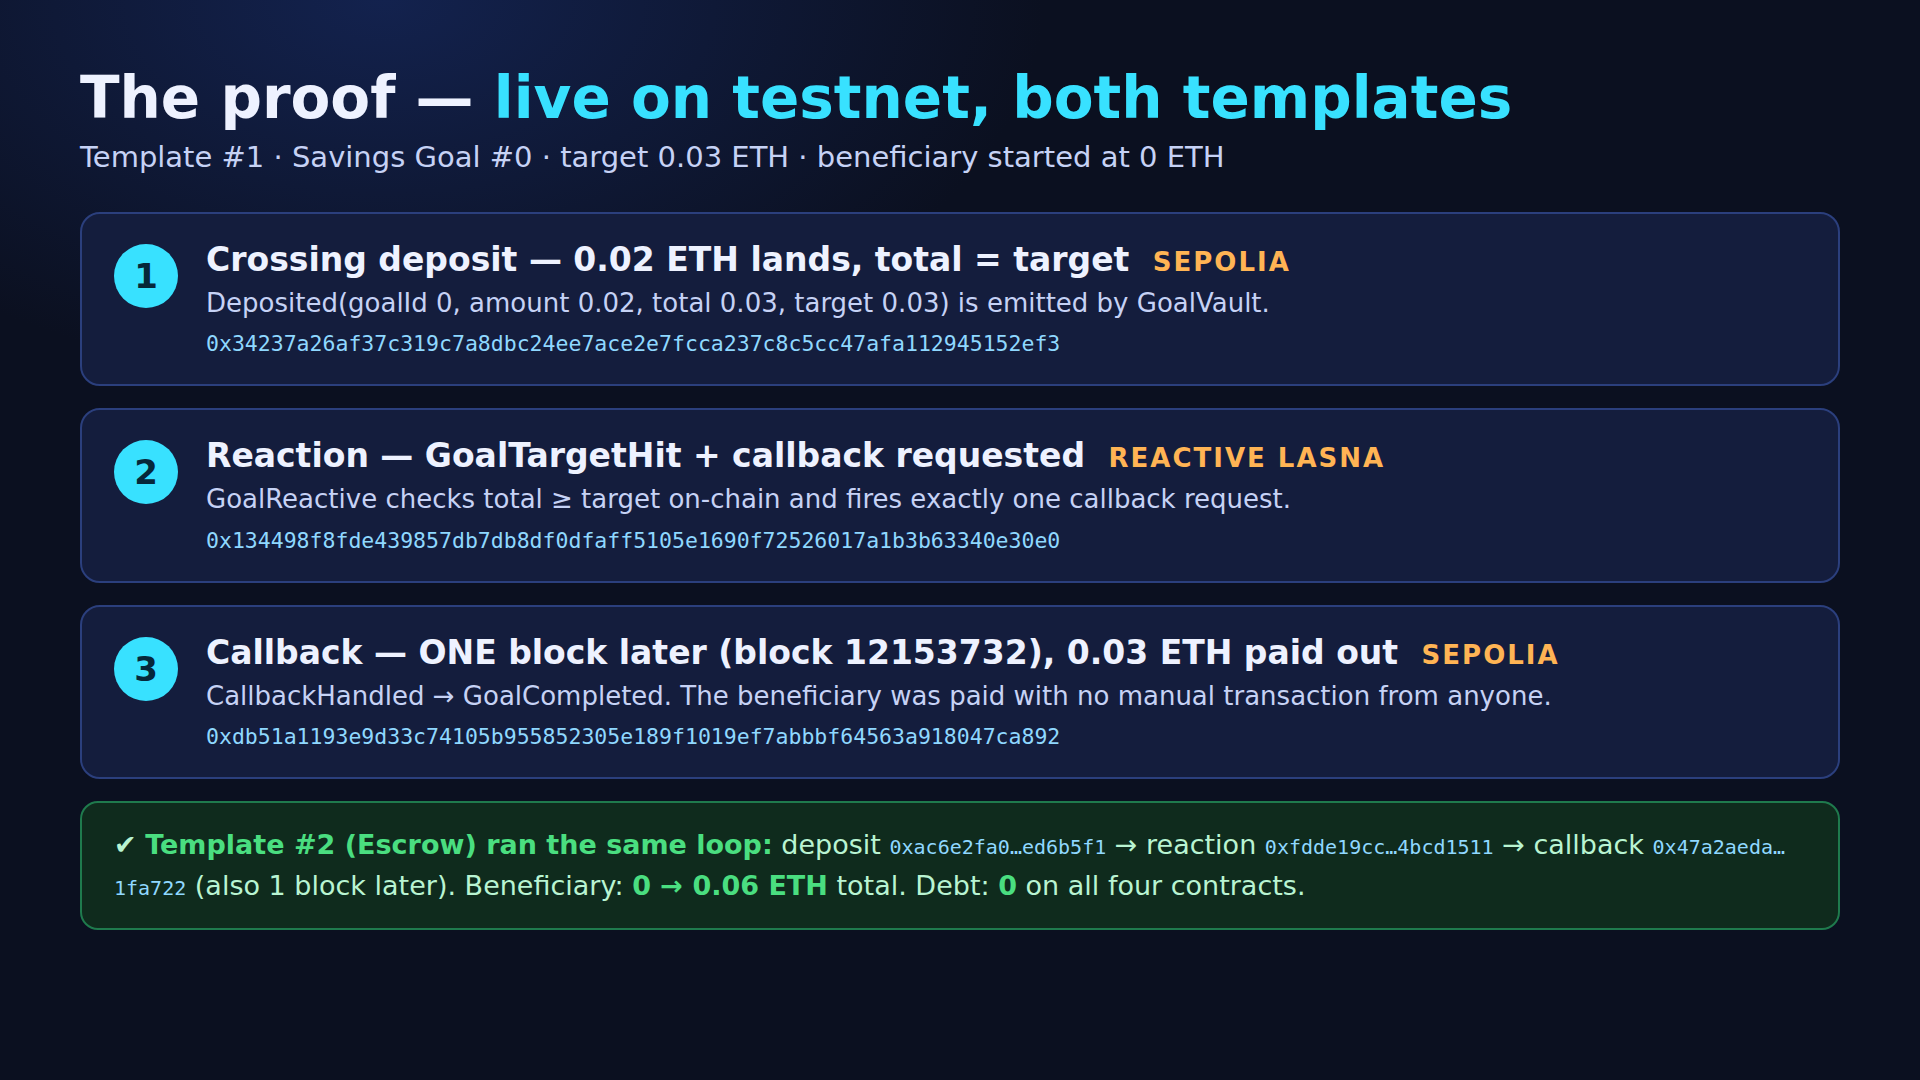 The proof — live on testnet, both templates
Template #1 · Savings Goal #0 · target 0.03 ETH · beneficiary started at 0 ETH
1
Crossing deposit — 0.02 ETH lands, total = target SEPOLIA
Deposited(goalId 0, amount 0.02, total 0.03, target 0.03) is emitted by GoalVault.
0x34237a26af37c319c7a8dbc24ee7ace2e7fcca237c8c5cc47afa112945152ef3
2
Reaction — GoalTargetHit + callback requested REACTIVE LASNA
GoalReactive checks total ≥ target on-chain and fires exactly one callback request.
0x134498f8fde439857db7db8df0dfaff5105e1690f72526017a1b3b63340e30e0
3
Callback — ONE block later (block 12153732), 0.03 ETH paid out SEPOLIA
CallbackHandled → GoalCompleted. The beneficiary was paid with no manual transaction from anyone.
0xdb51a1193e9d33c74105b955852305e189f1019ef7abbbf64563a918047ca892
✔ Template #2 (Escrow) ran the same loop: deposit 0xac6e2fa0…ed6b5f1 → reaction 0xfdde19cc…4bcd1511 → callback 0x47a2aeda…
1fa722 (also 1 block later). Beneficiary: 0 → 0.06 ETH total. Debt: 0 on all four contracts.